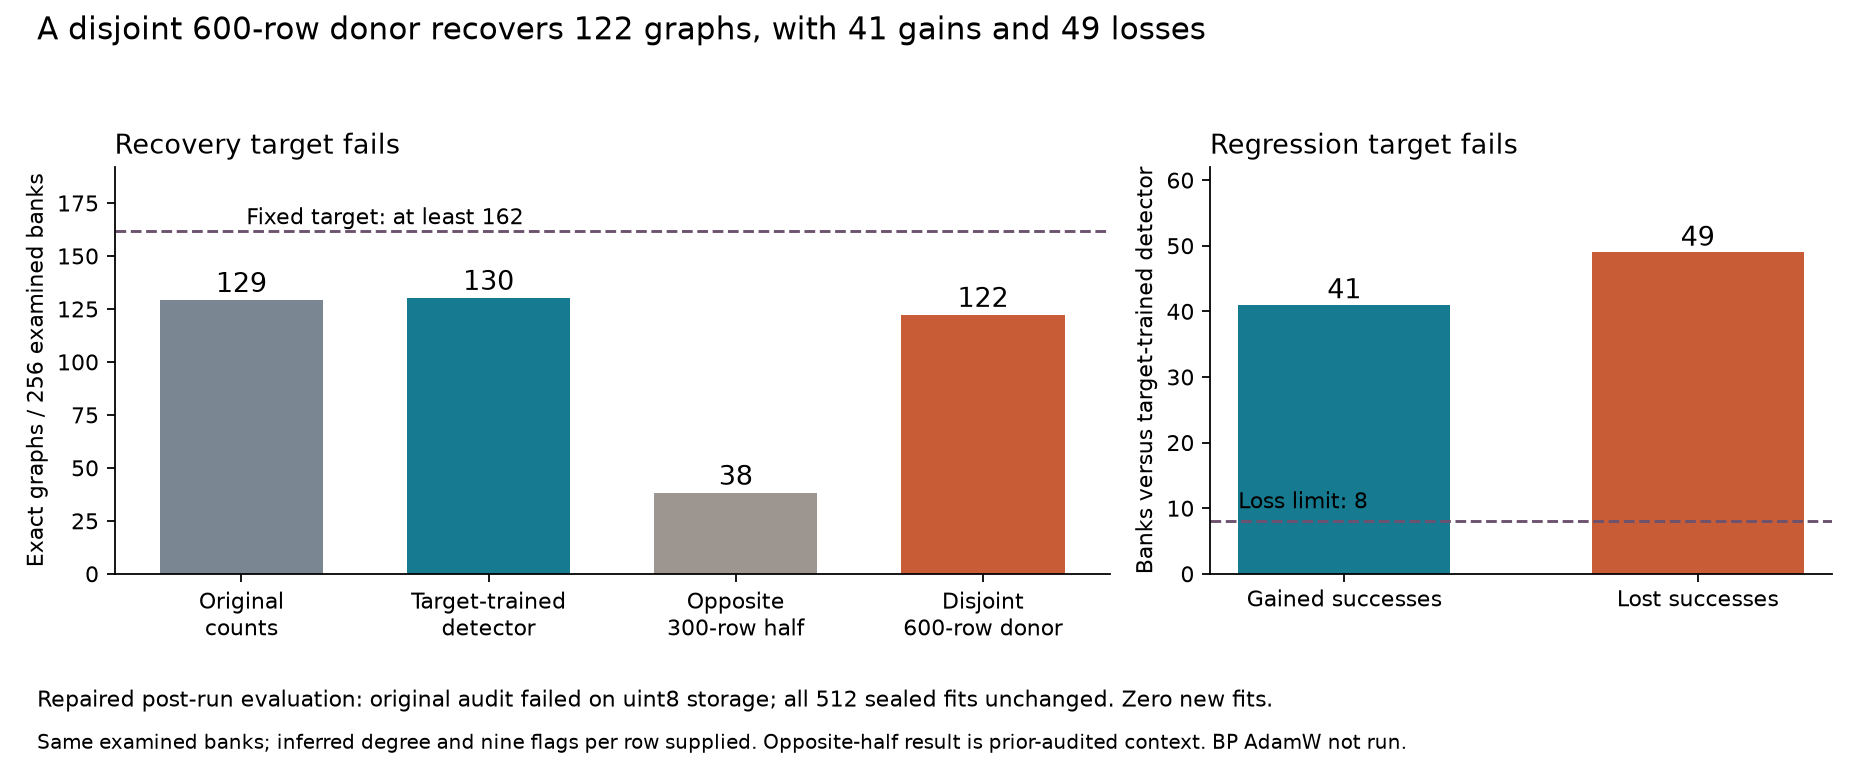 A disjoint 600-row donor recovers 122 graphs, with 41 gains and 49 losses
Recovery target fails
Exact graphs / 256 examined banks
175
150
125
100
75
50
25
0
Fixed target: at least 162
129
130
38
122
Original
counts
Target-trained
detector
Opposite
300-row half
Disjoint
600-row donor
Regression target fails
Banks versus target-trained detector
60
50
40
30
20
10
0
41
49
Loss limit: 8
Gained successes
Lost successes
Repaired post-run evaluation: original audit failed on uint8 storage; all 512 sealed fits unchanged. Zero new fits.
Same examined banks; inferred degree and nine flags per row supplied. Opposite-half result is prior-audited context. BP AdamW not run.